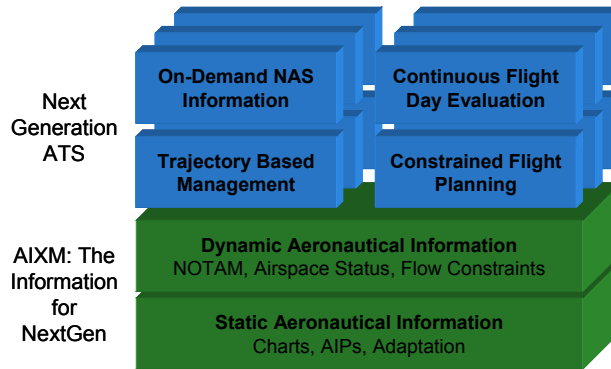 Next
Generation
ATS
On-Demand NAS
Information
Continuous Flight
Day Evaluation
Trajectory Based
Management
Constrained Flight
Planning
AIXM: The
Information
for
NextGen
Dynamic Aeronautical Information
NOTAM, Airspace Status, Flow Constraints
Static Aeronautical Information
Charts, AIPs, Adaptation